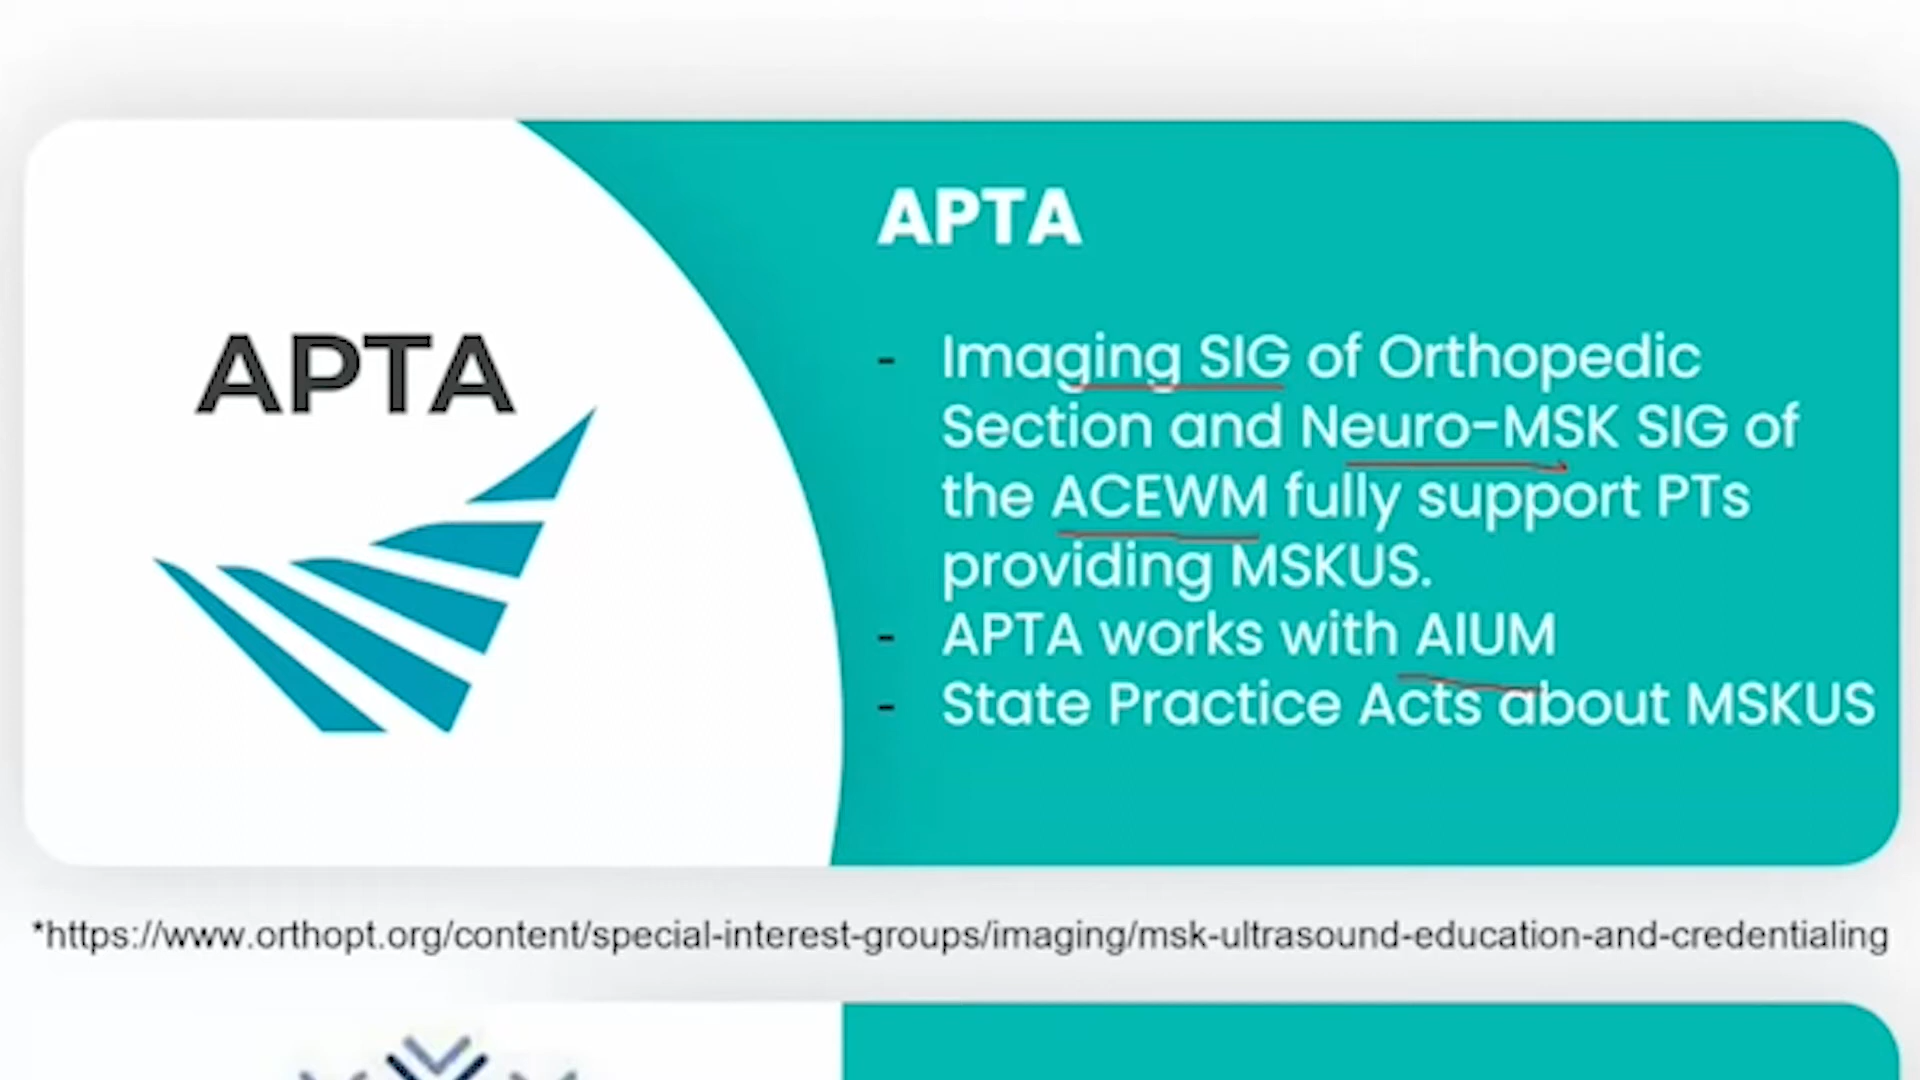 APTA
APTA
- Imaging SIG of Orthopedic
Section and Neuro-MSK SIG of
the ACEWM fully support PTs
providing MSKUS.
- APTA works with AIUM
- State Practice Acts about MSKUS
*https://www.orthopt.org/content/special-interest-groups/imaging/msk-ultrasound-education-and-credentialing